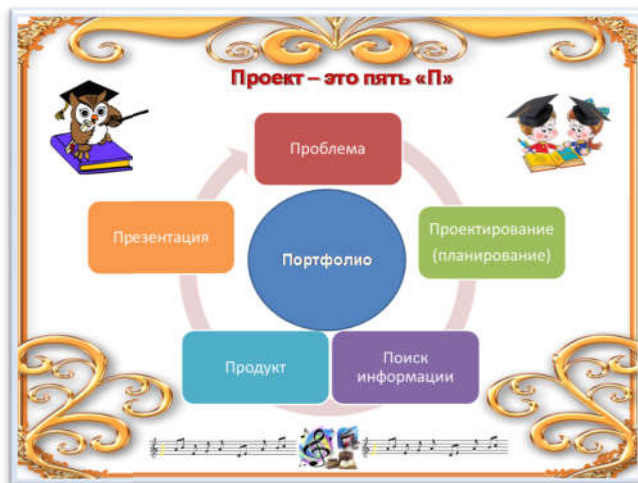 Проект – это пять «П»
Проблема
Проектирование
(планирование)
Поиск
информации
Продукт
Презентация
Портфолио